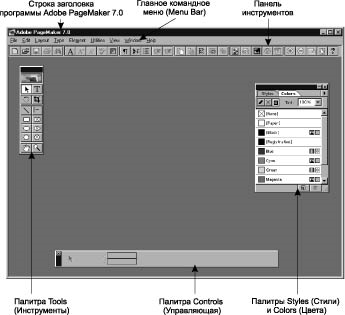 Строка заголовка
программы Adobe PageMaker 7.0
Главное командное
меню (Menu Bar)
Панель
инструментов
Adobe PageMaker 7.0
File Edit Layout Type Element Utilities View Window Help
Styles Colors
Tint: 100%
[None]
[Paper]
[Black]
[Registration]
Blue
Cyan
Green
Magenta
Палитра Tools
(Инструменты)
Палитра Controls
(Управляющая)
Палитры Styles (Стили)
и Colors (Цвета)